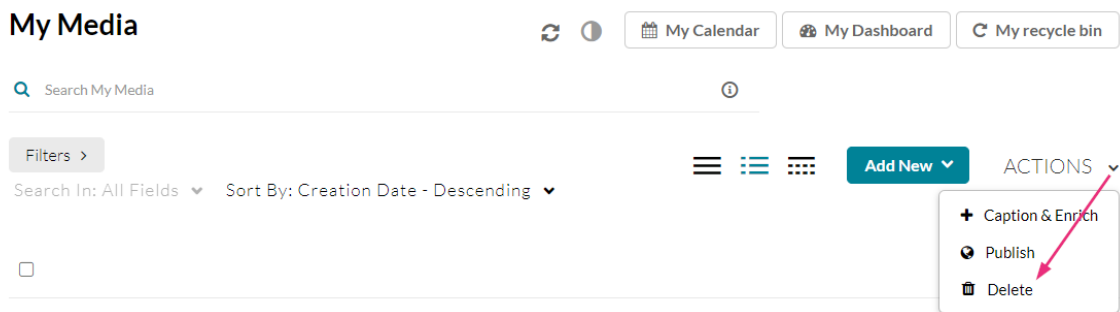 My Media
My Calendar
My Dashboard
My recycle bin
Search My Media
Filters >
Add New
ACTIONS
Search In: All Fields
Sort By: Creation Date - Descending
Caption & Enrich
Publish
Delete